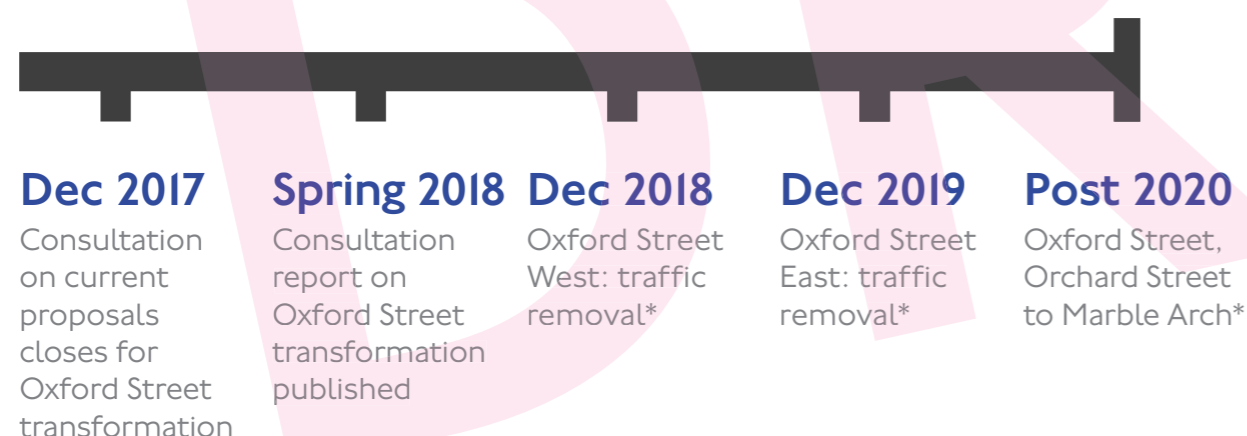 Dec 2017
Consultation
on current
proposals
closes for
Oxford Street
transformation
Spring 2018
Consultation
report on
Oxford Street
transformation
published
Dec 2018
Oxford Street
West: traffic
removal*
Dec 2019
Oxford Street
East: traffic
removal*
Post 2020
Oxford Street,
Orchard Street
to Marble Arch*